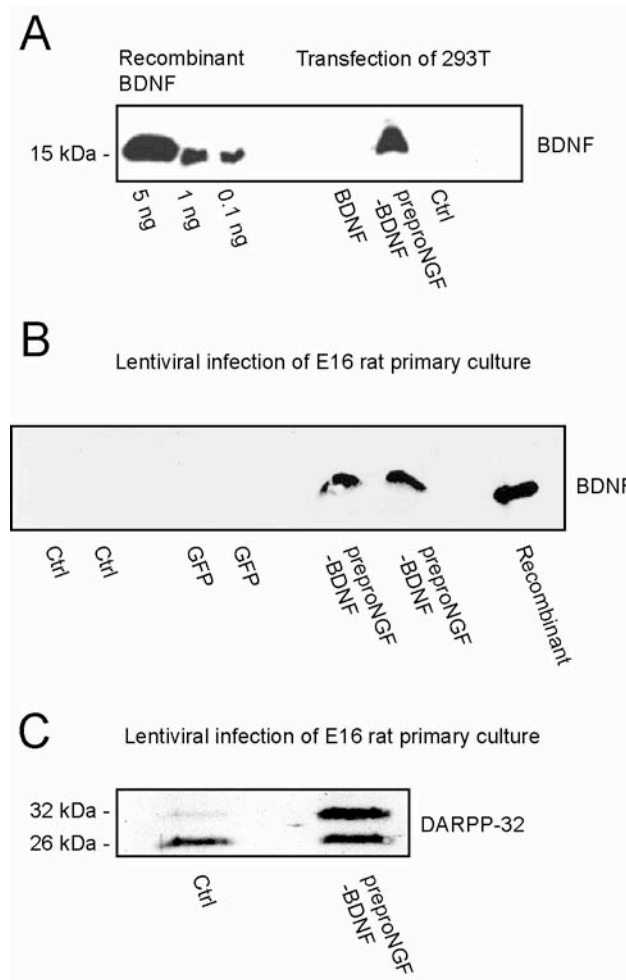 A
Recombinant
BDNF
Transfection of 293T
15 kDa -
BDNF
5 ng
1 ng
0.1 ng
BDNF
preproNGF
-BDNF
Ctrl
B
Lentiviral infection of E16 rat primary culture
BDNF
Ctrl
Ctrl
GFP
GFP
preproNGF
-BDNF
preproNGF
-BDNF
Recombinant
C
Lentiviral infection of E16 rat primary culture
32 kDa -
26 kDa -
DARPP-32
Ctrl
preproNGF
-BDNF